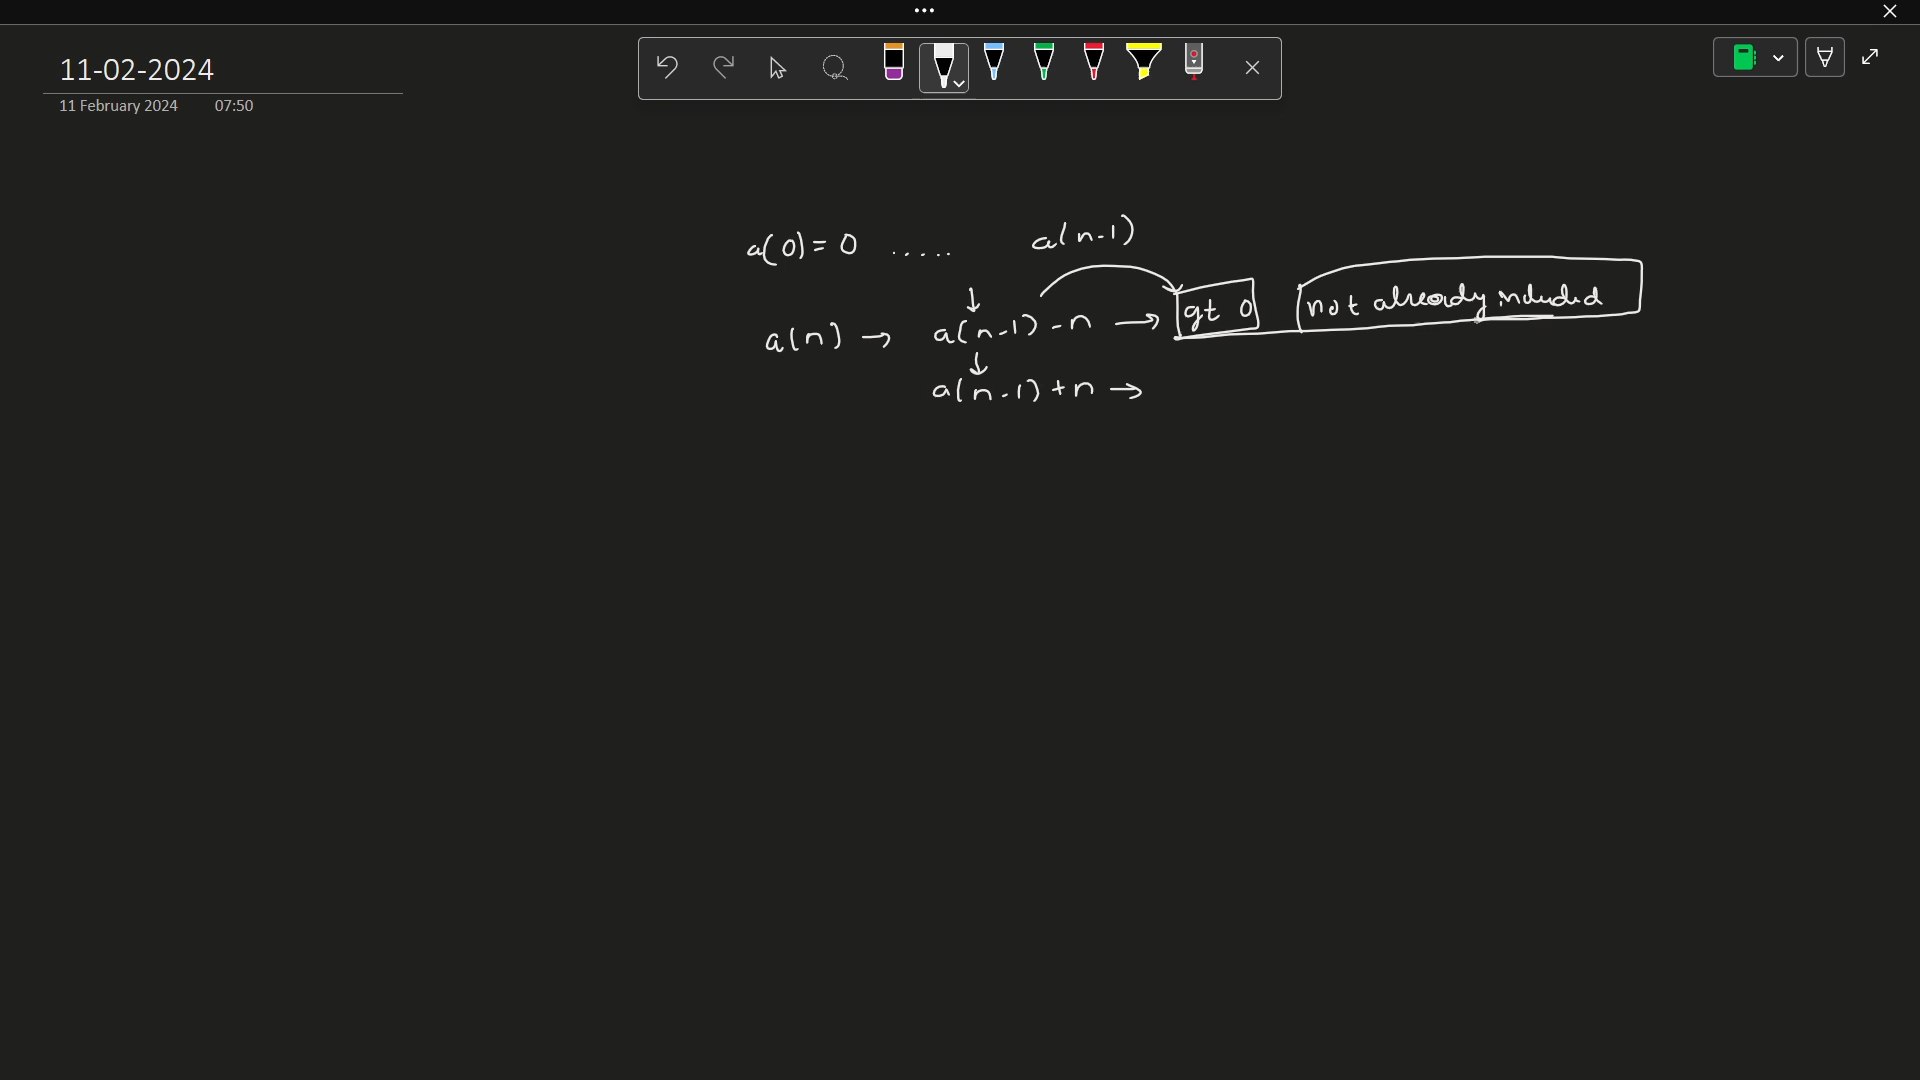 11-02-2024
11 February 2024 07:50
a(0) = 0 ..... a(n-1)
a(n) → a(n-1) - n → gt 0 not already included
a(n-1) + n →